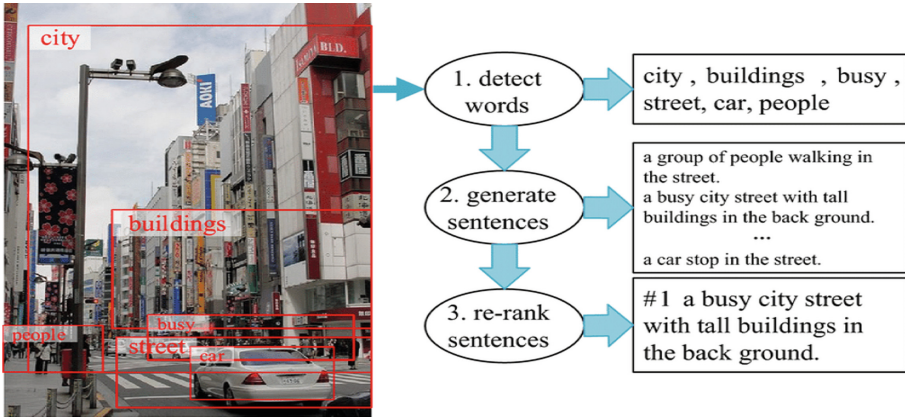 city
BLD.
AOKI
buildings
busy
people
street
car
1. detect
words
city , buildings , busy ,
street, car, people
2. generate
sentences
a group of people walking in
the street.
a busy city street with tall
buildings in the back ground.
...
a car stop in the street.
3. re-rank
sentences
#1 a busy city street
with tall buildings in
the back ground.